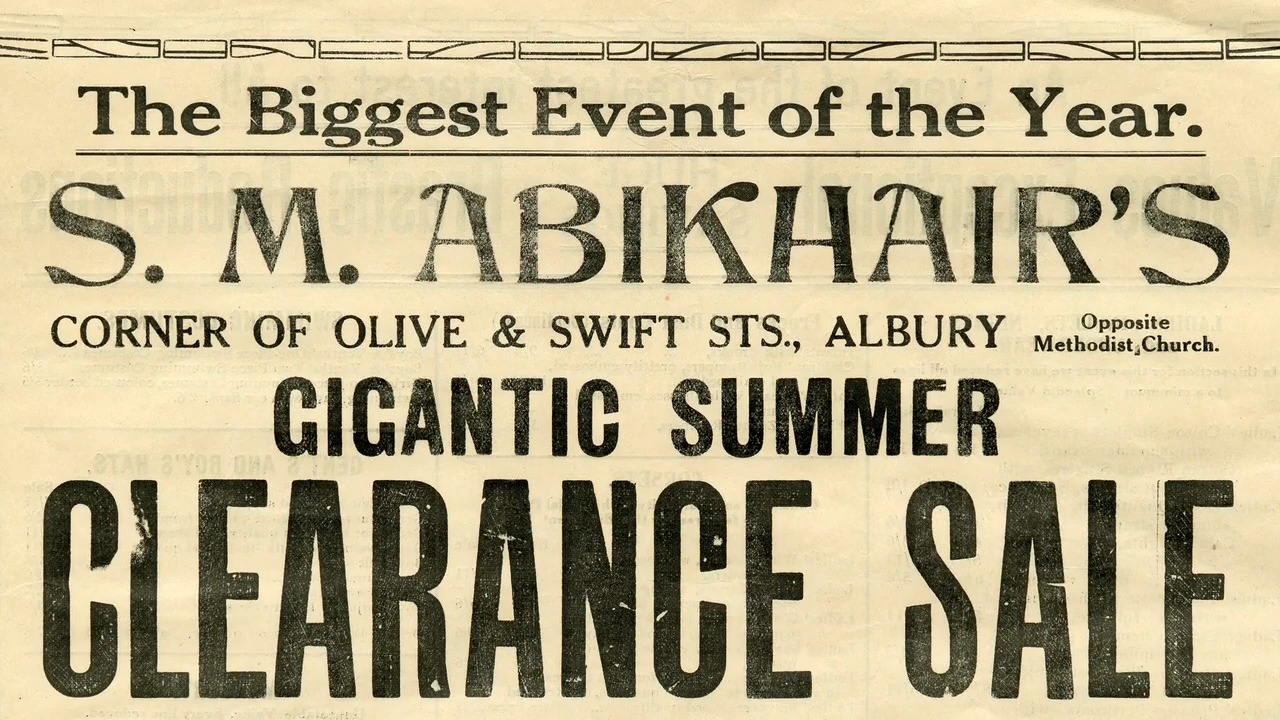 The Biggest Event of the Year.
S. M. ABIKHAIR'S
CORNER OF OLIVE & SWIFT STS., ALBURY
Opposite
Methodist Church.
GIGANTIC SUMMER
CLEARANCE SALE